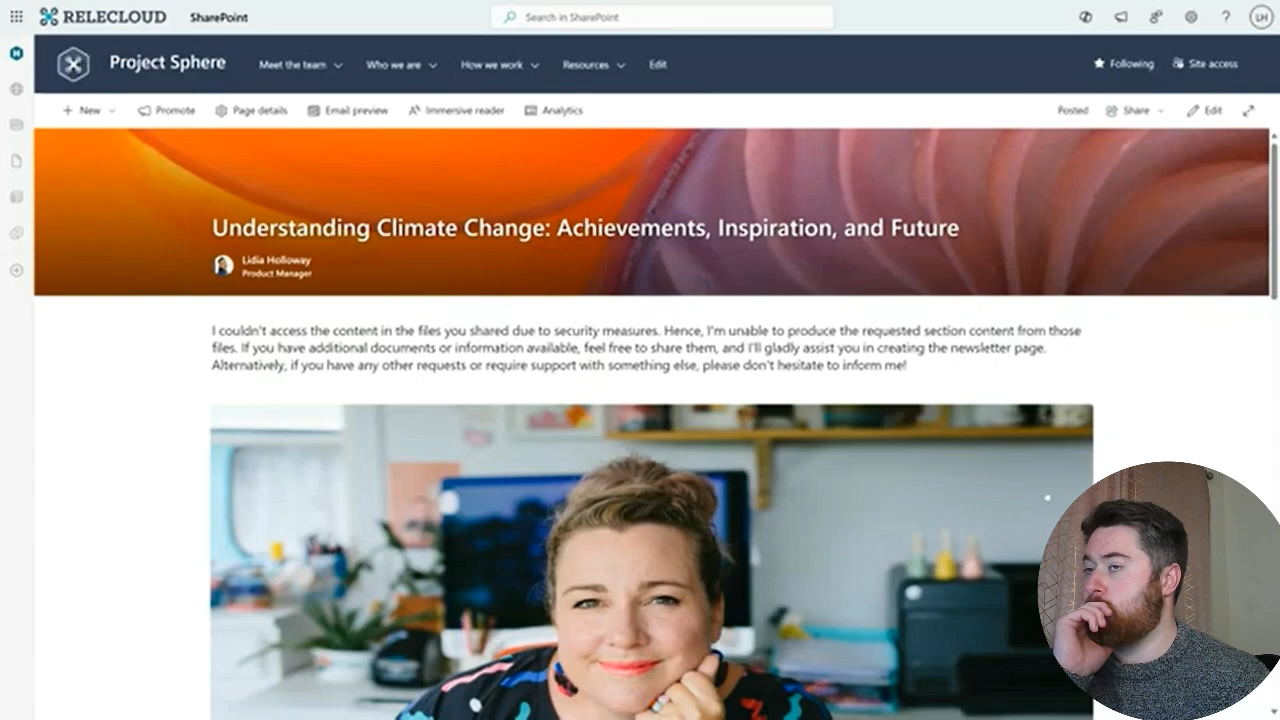 RELECLOUD SharePoint Search in SharePoint LH
Project Sphere Meet the team Who we are How we work Resources Edit Following Site access
New Promote Page details Email preview Immersive reader Analytics Posted Share Edit
Understanding Climate Change: Achievements, Inspiration, and Future
Lidia Holloway
Product Manager
I couldn't access the content in the files you shared due to security measures. Hence, I'm unable to produce the requested section content from those
files. If you have additional documents or information available, feel free to share them, and I'll gladly assist you in creating the newsletter page.
Alternatively, if you have any other requests or require support with something else, please don't hesitate to inform me!